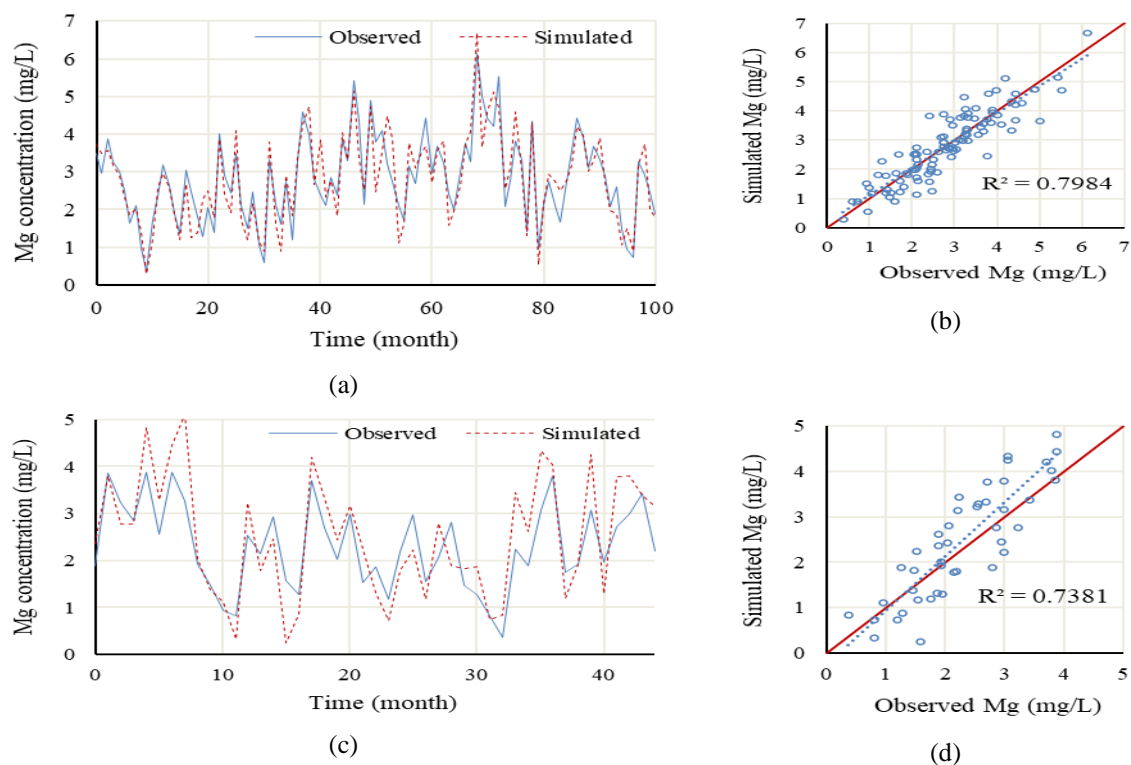 Mg concentration (mg/L)
7
6
5
4
3
2
1
0
Observed
Simulated
0 20 40 60 80 100
Time (month)
(a)
Simulated Mg (mg/L)
7
6
5
4
3
2
1
0
R² = 0.7984
0 1 2 3 4 5 6 7
Observed Mg (mg/L)
(b)
Mg concentration (mg/L)
5
4
3
2
1
0
Observed
Simulated
0 10 20 30 40
Time (month)
(c)
Simulated Mg (mg/L)
5
4
3
2
1
0
R² = 0.7381
0 1 2 3 4 5
Observed Mg (mg/L)
(d)